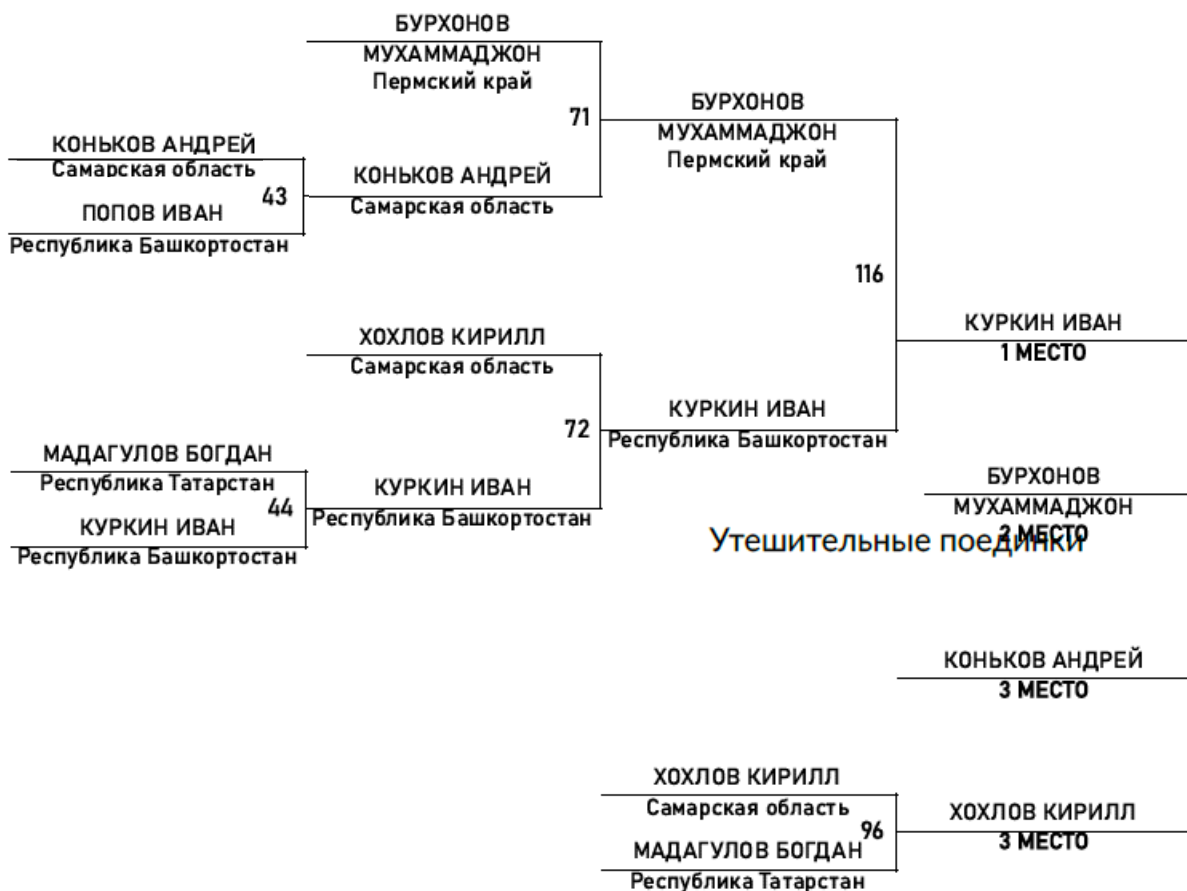 БУРХОНОВ
МУХАММАДЖОН
Пермский край
71
БУРХОНОВ
МУХАММАДЖОН
Пермский край
КОНЬКОВ АНДРЕЙ
Самарская область
43
КОНЬКОВ АНДРЕЙ
Самарская область
ПОПОВ ИВАН
Республика Башкортостан
116
КУРКИН ИВАН
1 МЕСТО
ХОХЛОВ КИРИЛЛ
Самарская область
72
КУРКИН ИВАН
Республика Башкортостан
МАДАГУЛОВ БОГДАН
Республика Татарстан
44
КУРКИН ИВАН
Республика Башкортостан
КУРКИН ИВАН
Республика Башкортостан
БУРХОНОВ
МУХАММАДЖОН
2 МЕСТО
Утешительные поединки
КОНЬКОВ АНДРЕЙ
3 МЕСТО
ХОХЛОВ КИРИЛЛ
Самарская область
96
ХОХЛОВ КИРИЛЛ
3 МЕСТО
МАДАГУЛОВ БОГДАН
Республика Татарстан